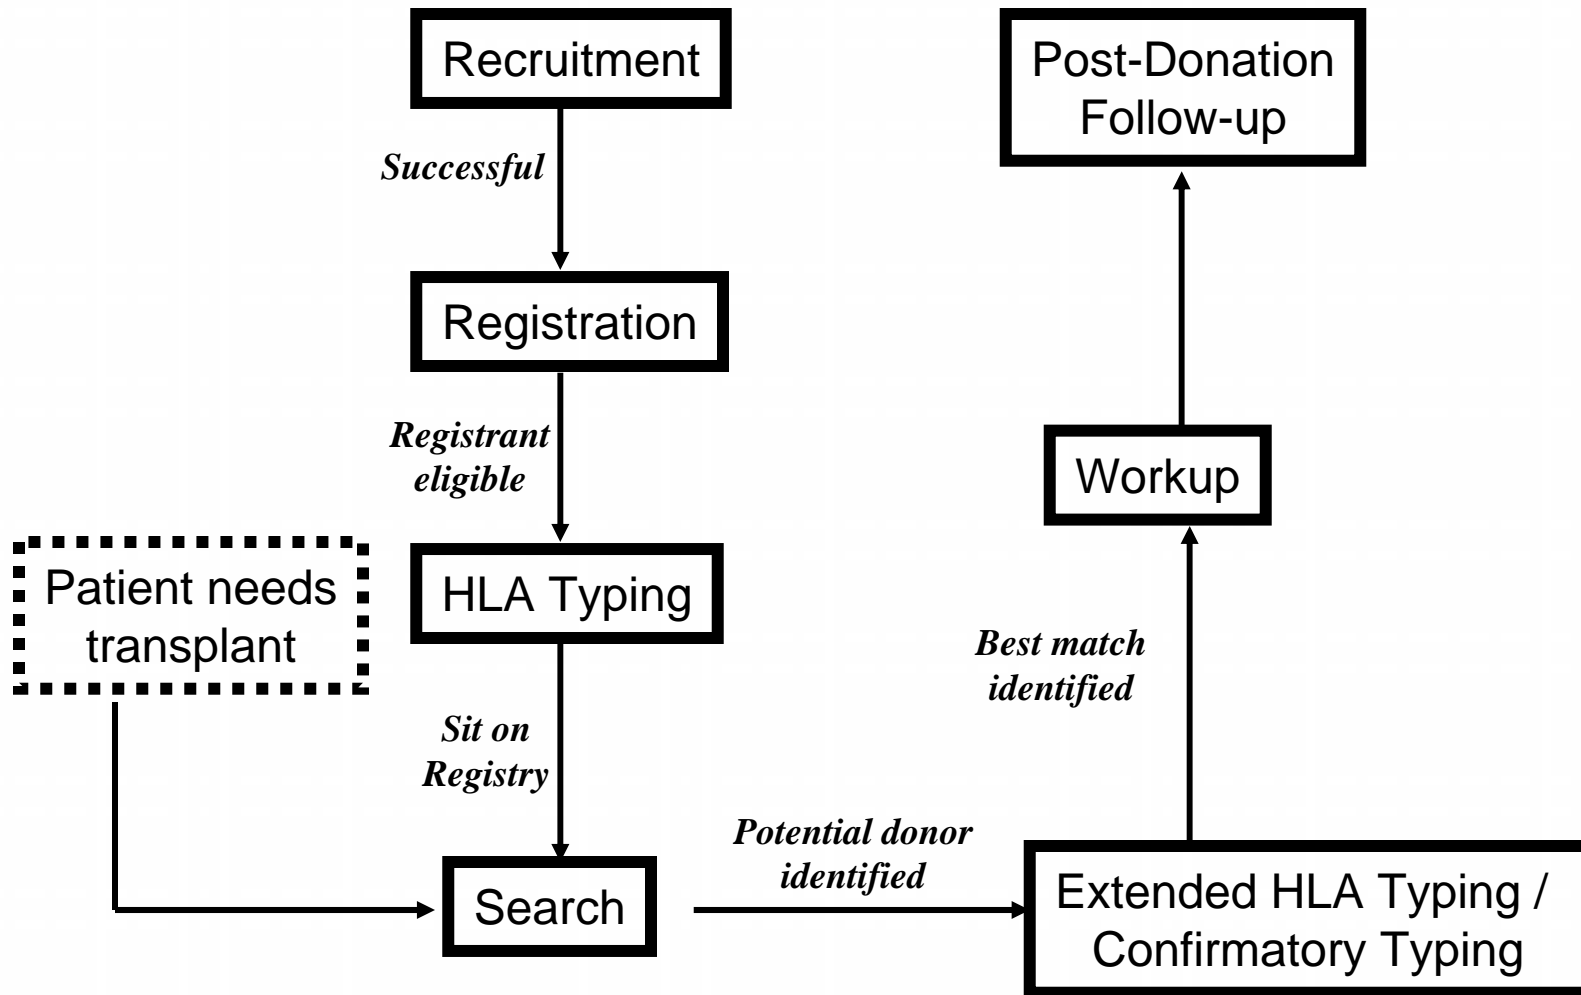 Recruitment
Successful
Registration
Registrant
eligible
HLA Typing
Patient needs
transplant
Sit on
Registry
Search
Potential donor
identified
Extended HLA Typing /
Confirmatory Typing
Best match
identified
Workup
Post-Donation
Follow-up